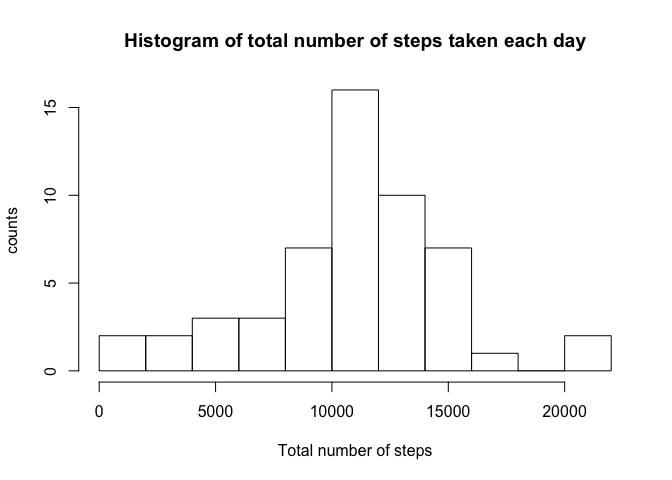 Histogram of total number of steps taken each day
counts
15
10
5
0
0 5000 10000 15000 20000
Total number of steps